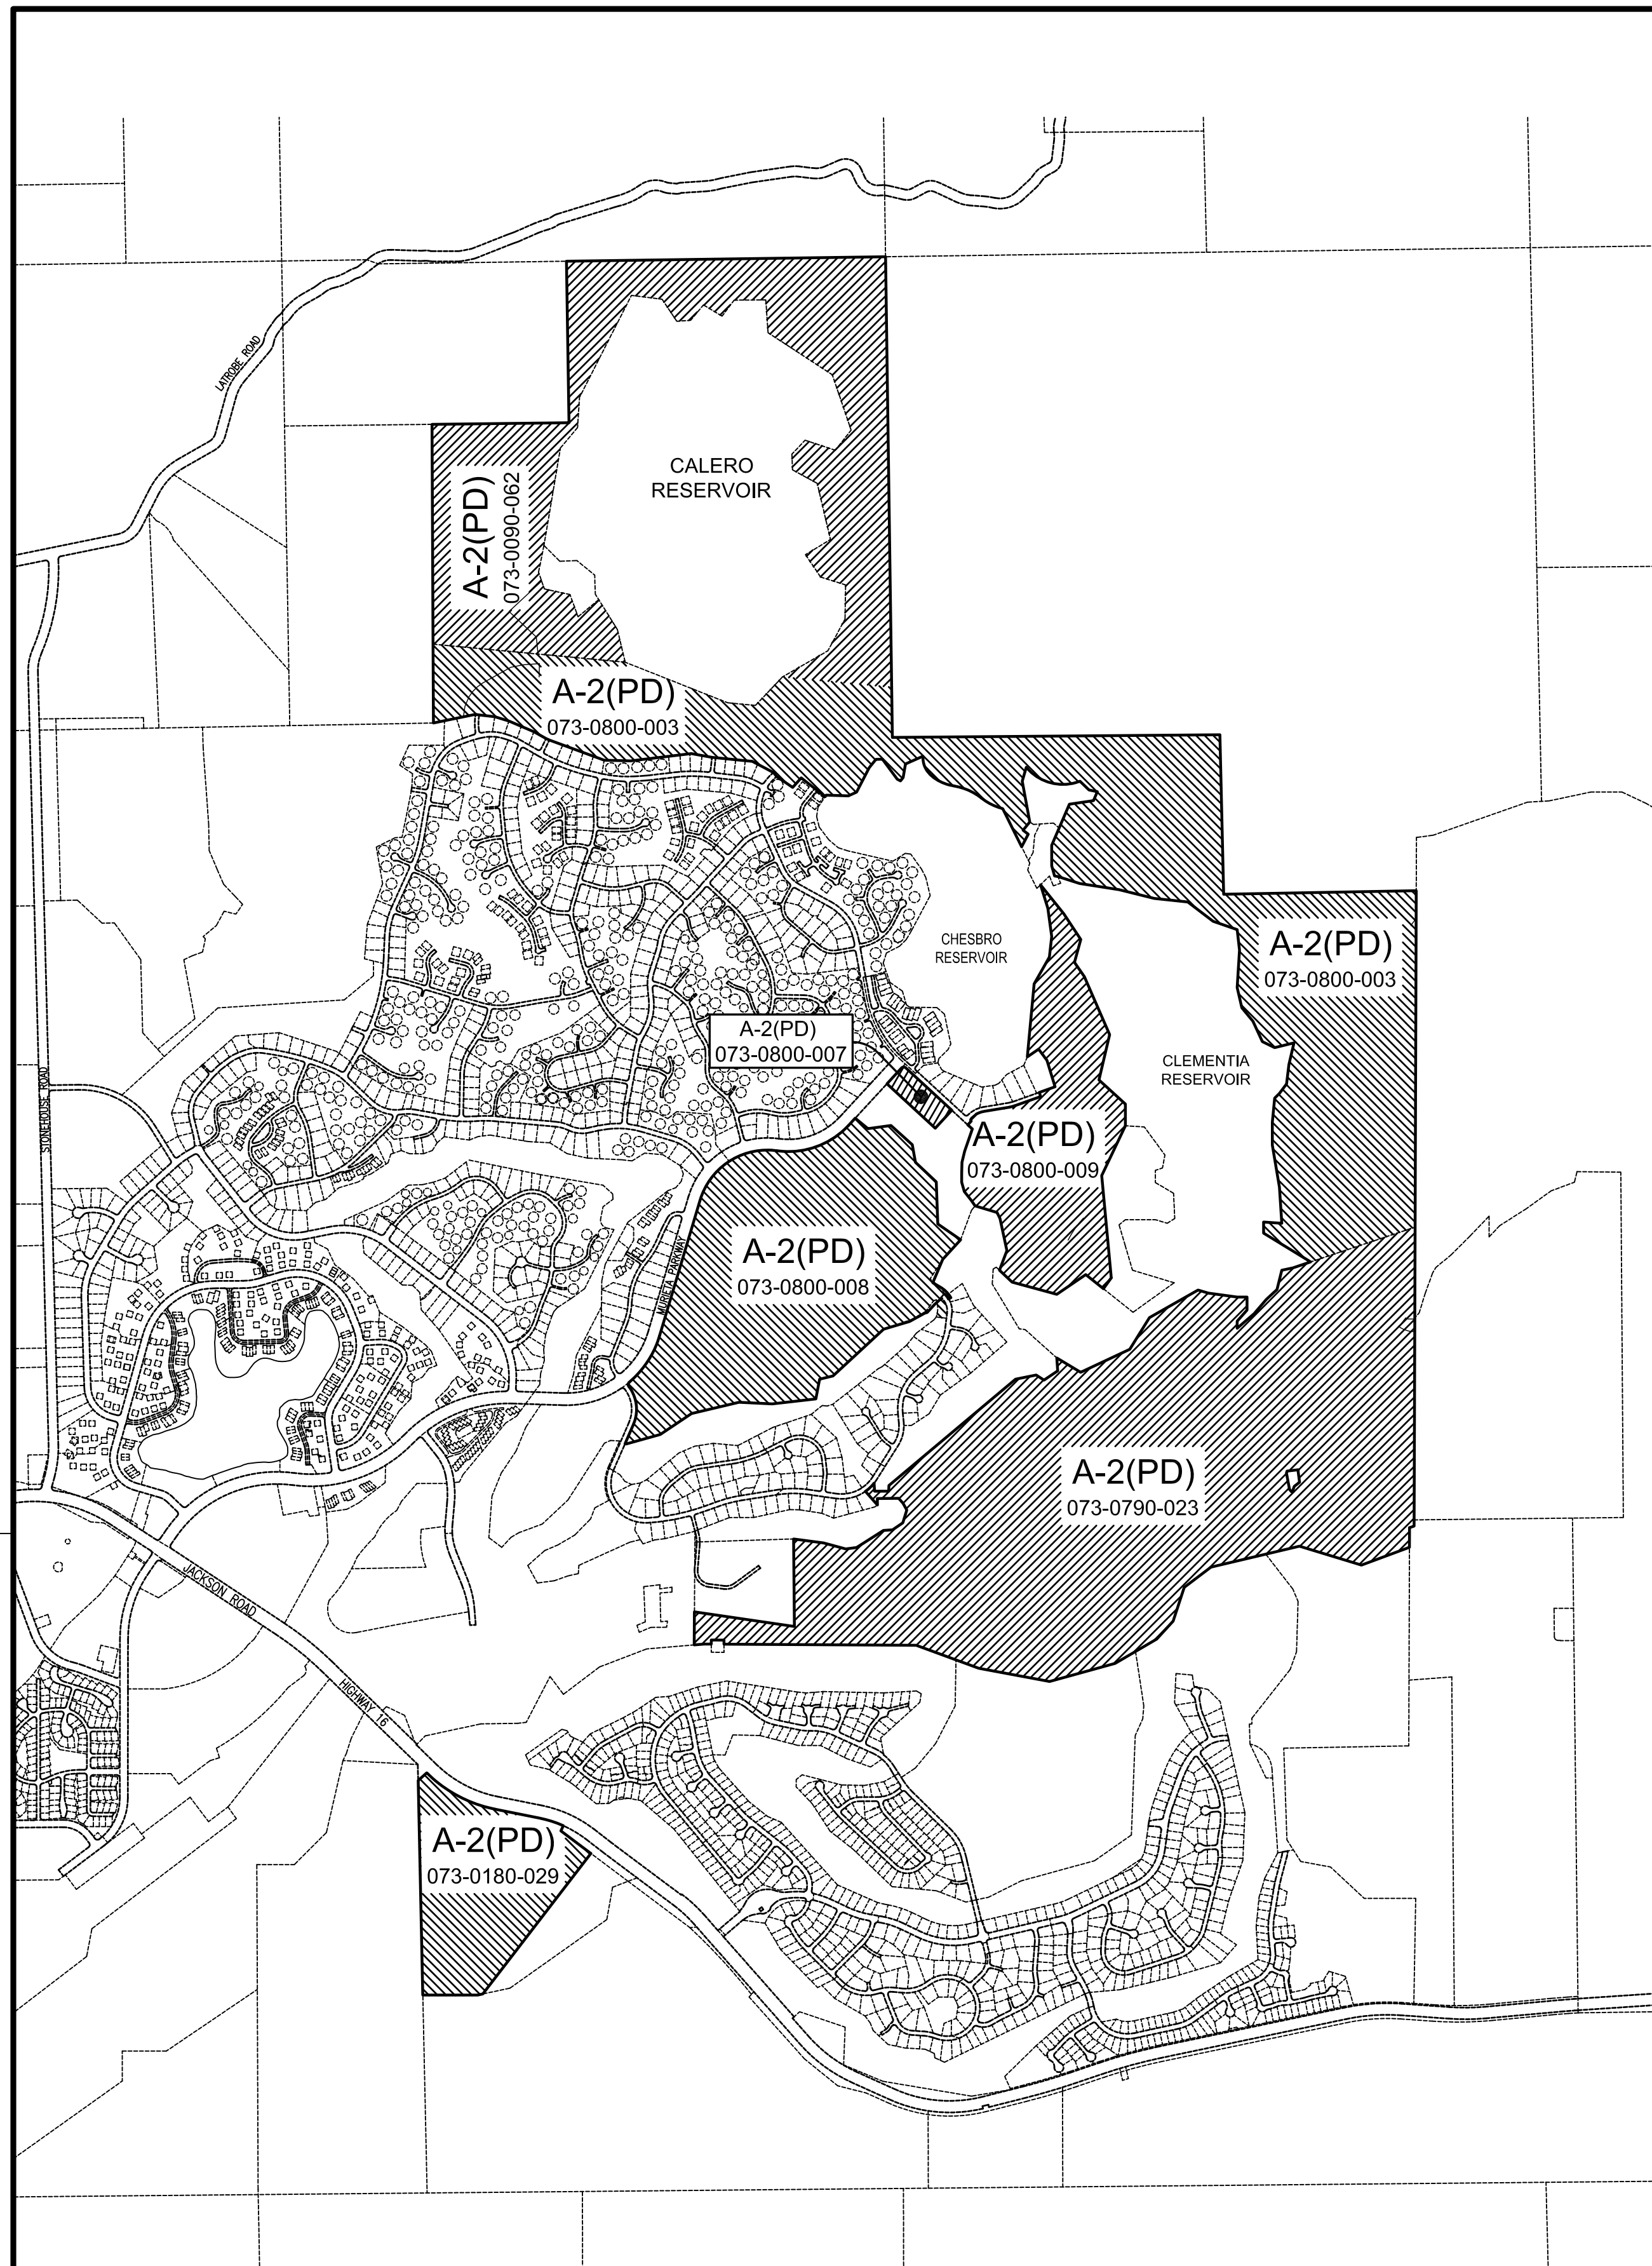 LATROBE ROAD
CALERO
RESERVOIR
A-2(PD)
073-0090-062
A-2(PD)
073-0800-003
CHESBRO
RESERVOIR
A-2(PD)
073-0800-003
A-2(PD)
073-0800-007
CLEMENTIA
RESERVOIR
STONEHOUSE ROAD
A-2(PD)
073-0800-009
MURIETA PARKWAY
A-2(PD)
073-0800-008
A-2(PD)
073-0790-023
JACKSON ROAD
HIGHWAY 16
A-2(PD)
073-0180-029